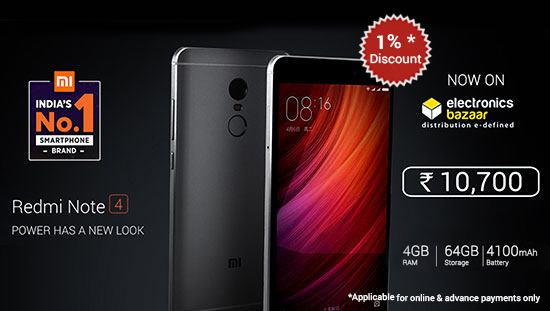 mi
INDIA'S
No.1
SMARTPHONE
BRAND
Redmi Note 4
POWER HAS A NEW LOOK
mi
08:16
1% *
Discount
NOW ON
electronics
bazaar
distribution e-defined
₹ 10,700
4GB 64GB 4100mAh
RAM Storage Battery
*Applicable for online & advance payments only